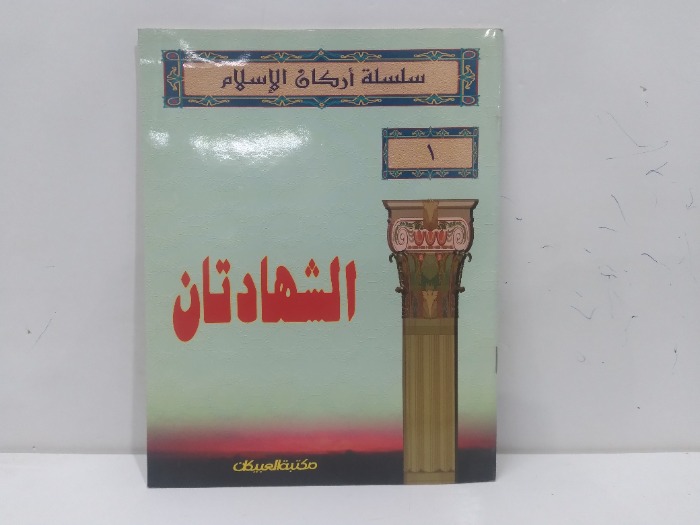 سلسلة أركان الإسلام
١
الشهادتان
مكتبة العبيكان